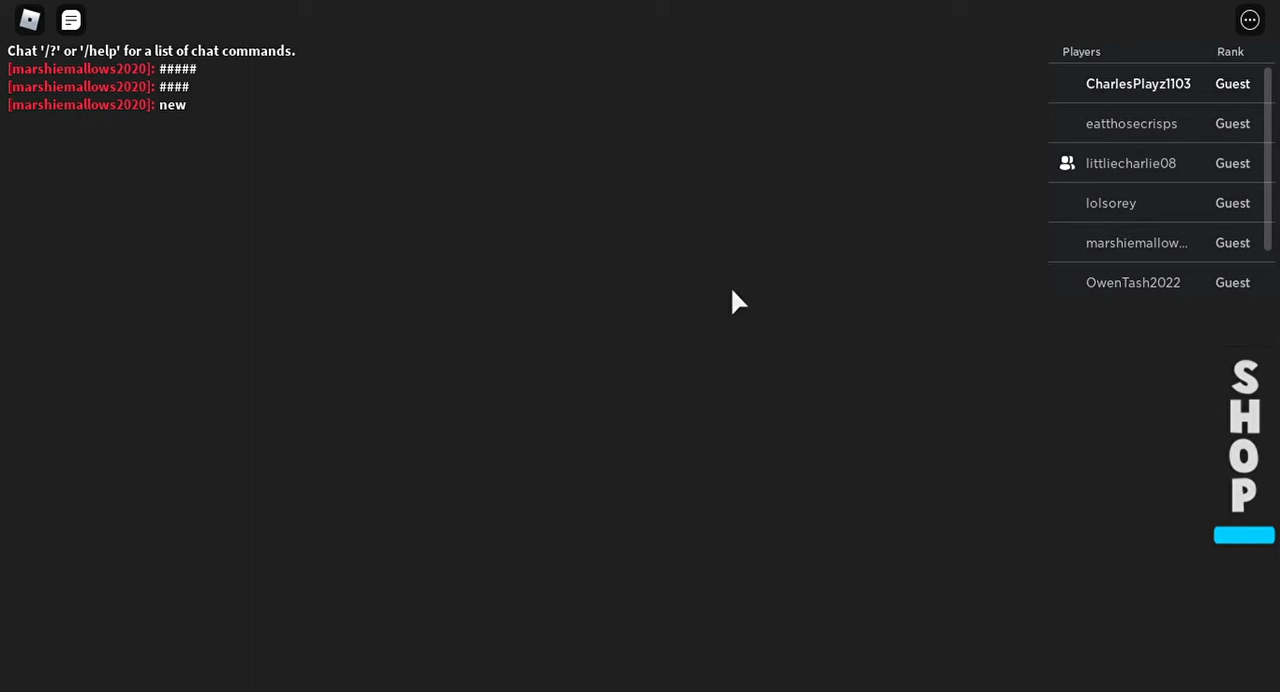 Chat '/?' or '/help' for a list of chat commands.
[marshiemallows2020]: #####
[marshiemallows2020]: ####
[marshiemallows2020]: new
Players Rank
CharlesPlayz1103 Guest
eatthosecrisps Guest
littliecharlie08 Guest
lolsorey Guest
marshiemallow... Guest
OwenTash2022 Guest
SHOP